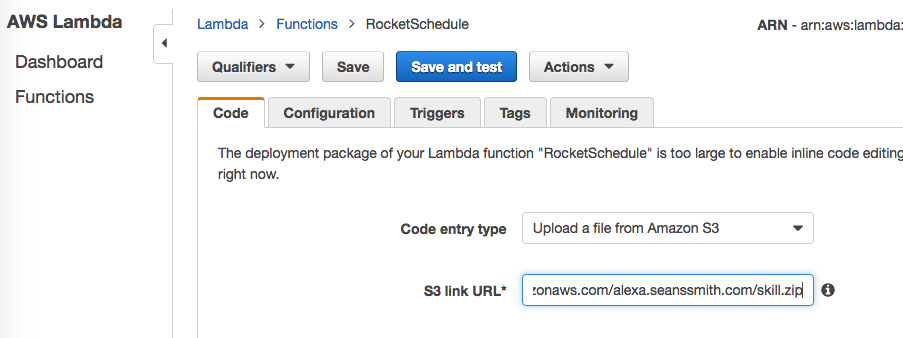 AWS Lambda
Dashboard
Functions
Lambda > Functions > RocketSchedule
ARN - arn:aws:lambda:
Qualifiers Save Save and test Actions
Code Configuration Triggers Tags Monitoring
The deployment package of your Lambda function "RocketSchedule" is too large to enable inline code editing
right now.
Code entry type Upload a file from Amazon S3
S3 link URL* zonaws.com/alexa.seanssmith.com/skill.zip